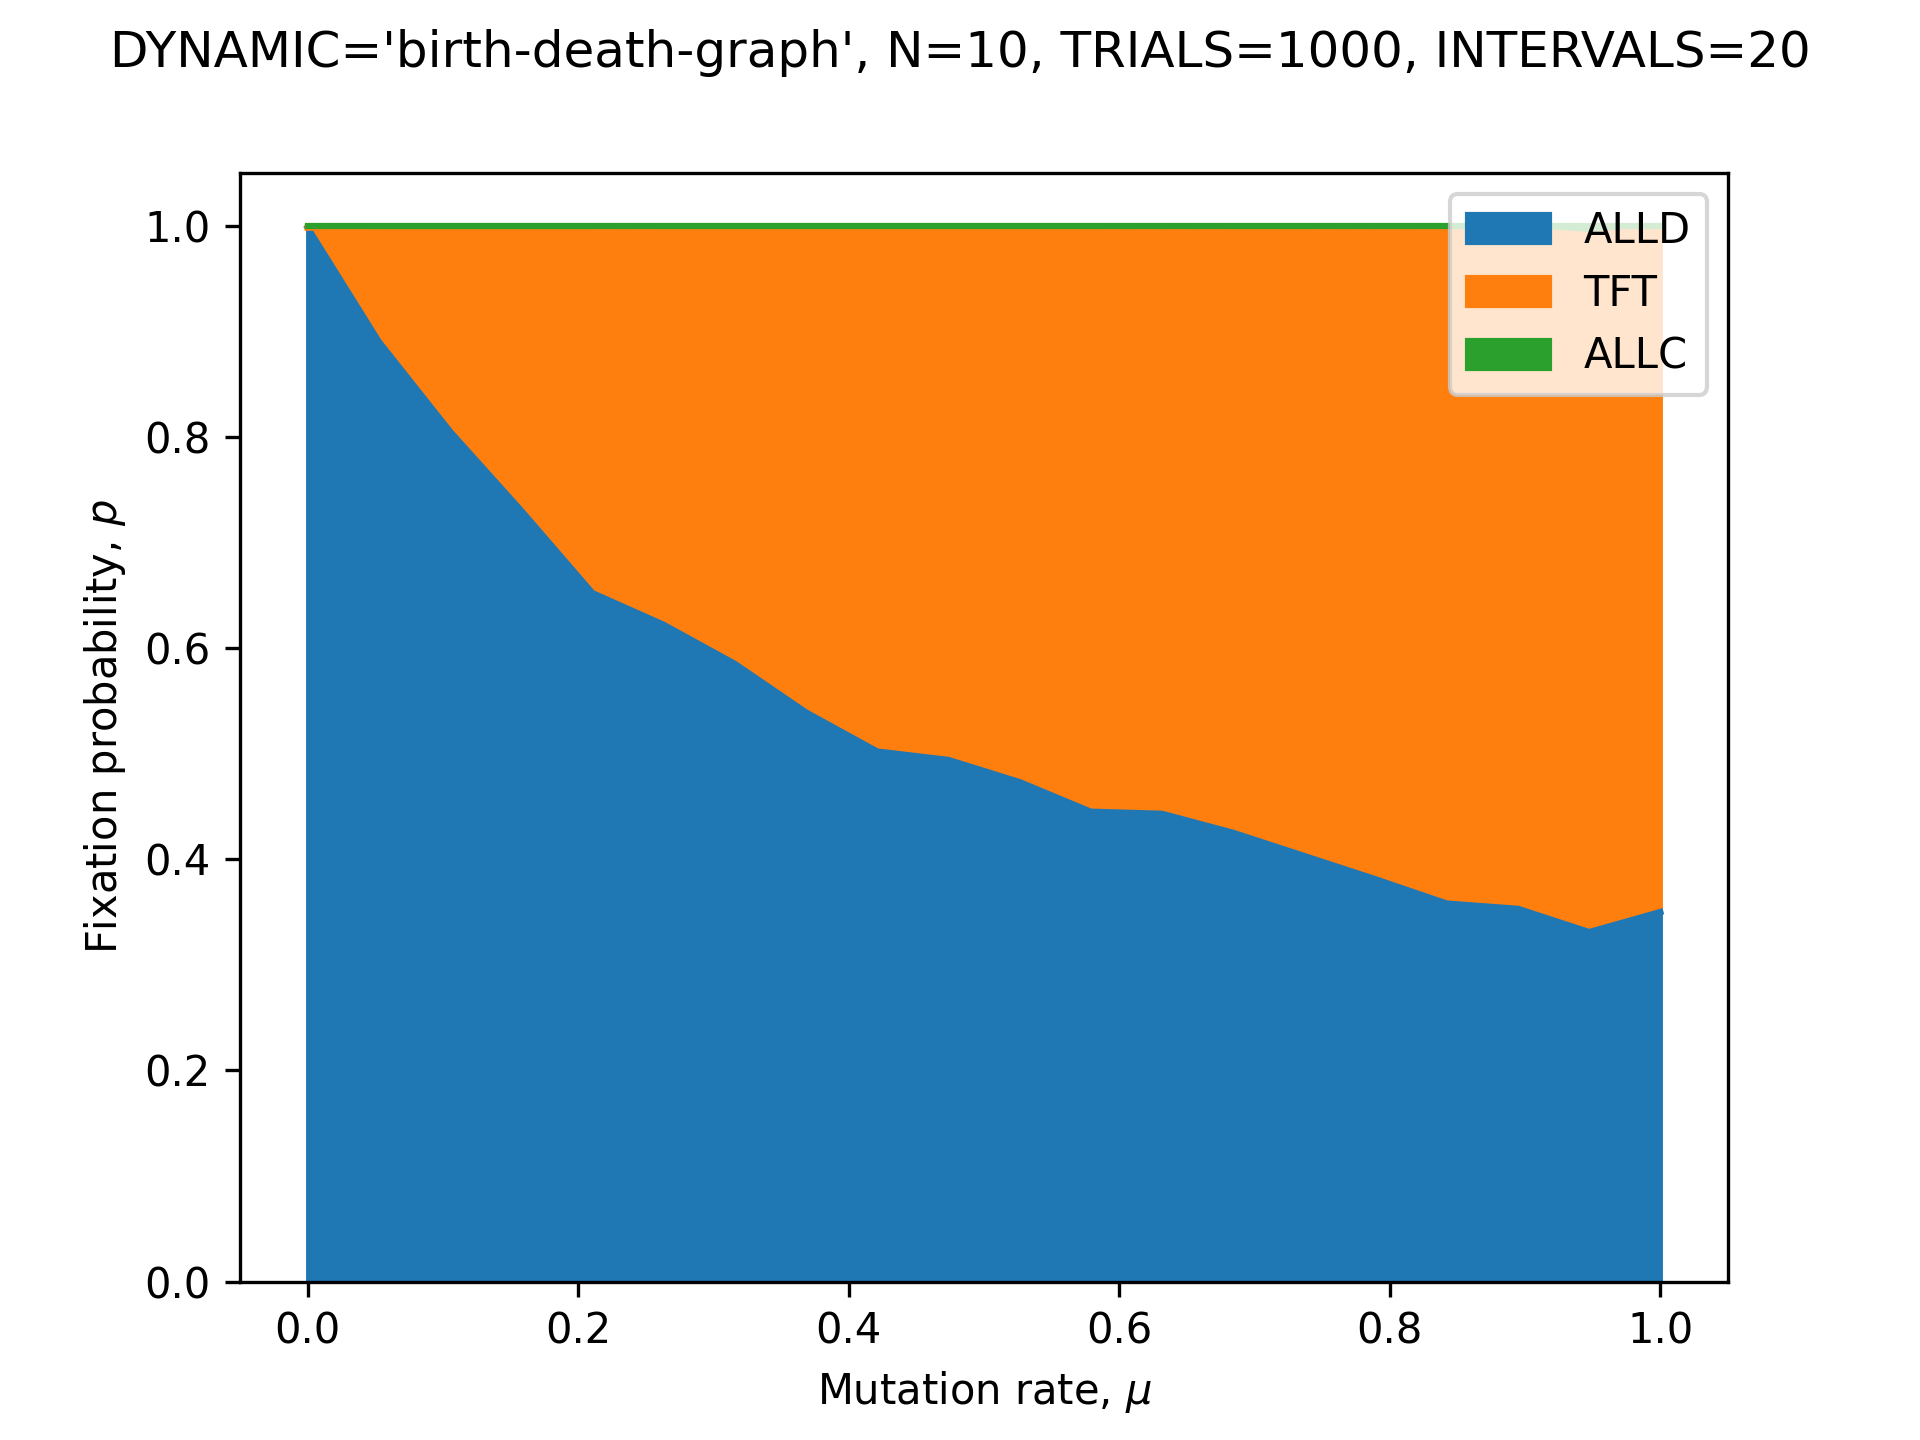 DYNAMIC='birth-death-graph', N=10, TRIALS=1000, INTERVALS=20
ALLD
TFT
ALLC
1.0
0.8
0.6
0.4
0.2
0.0
Fixation probability, p
0.0 0.2 0.4 0.6 0.8 1.0
Mutation rate, μ